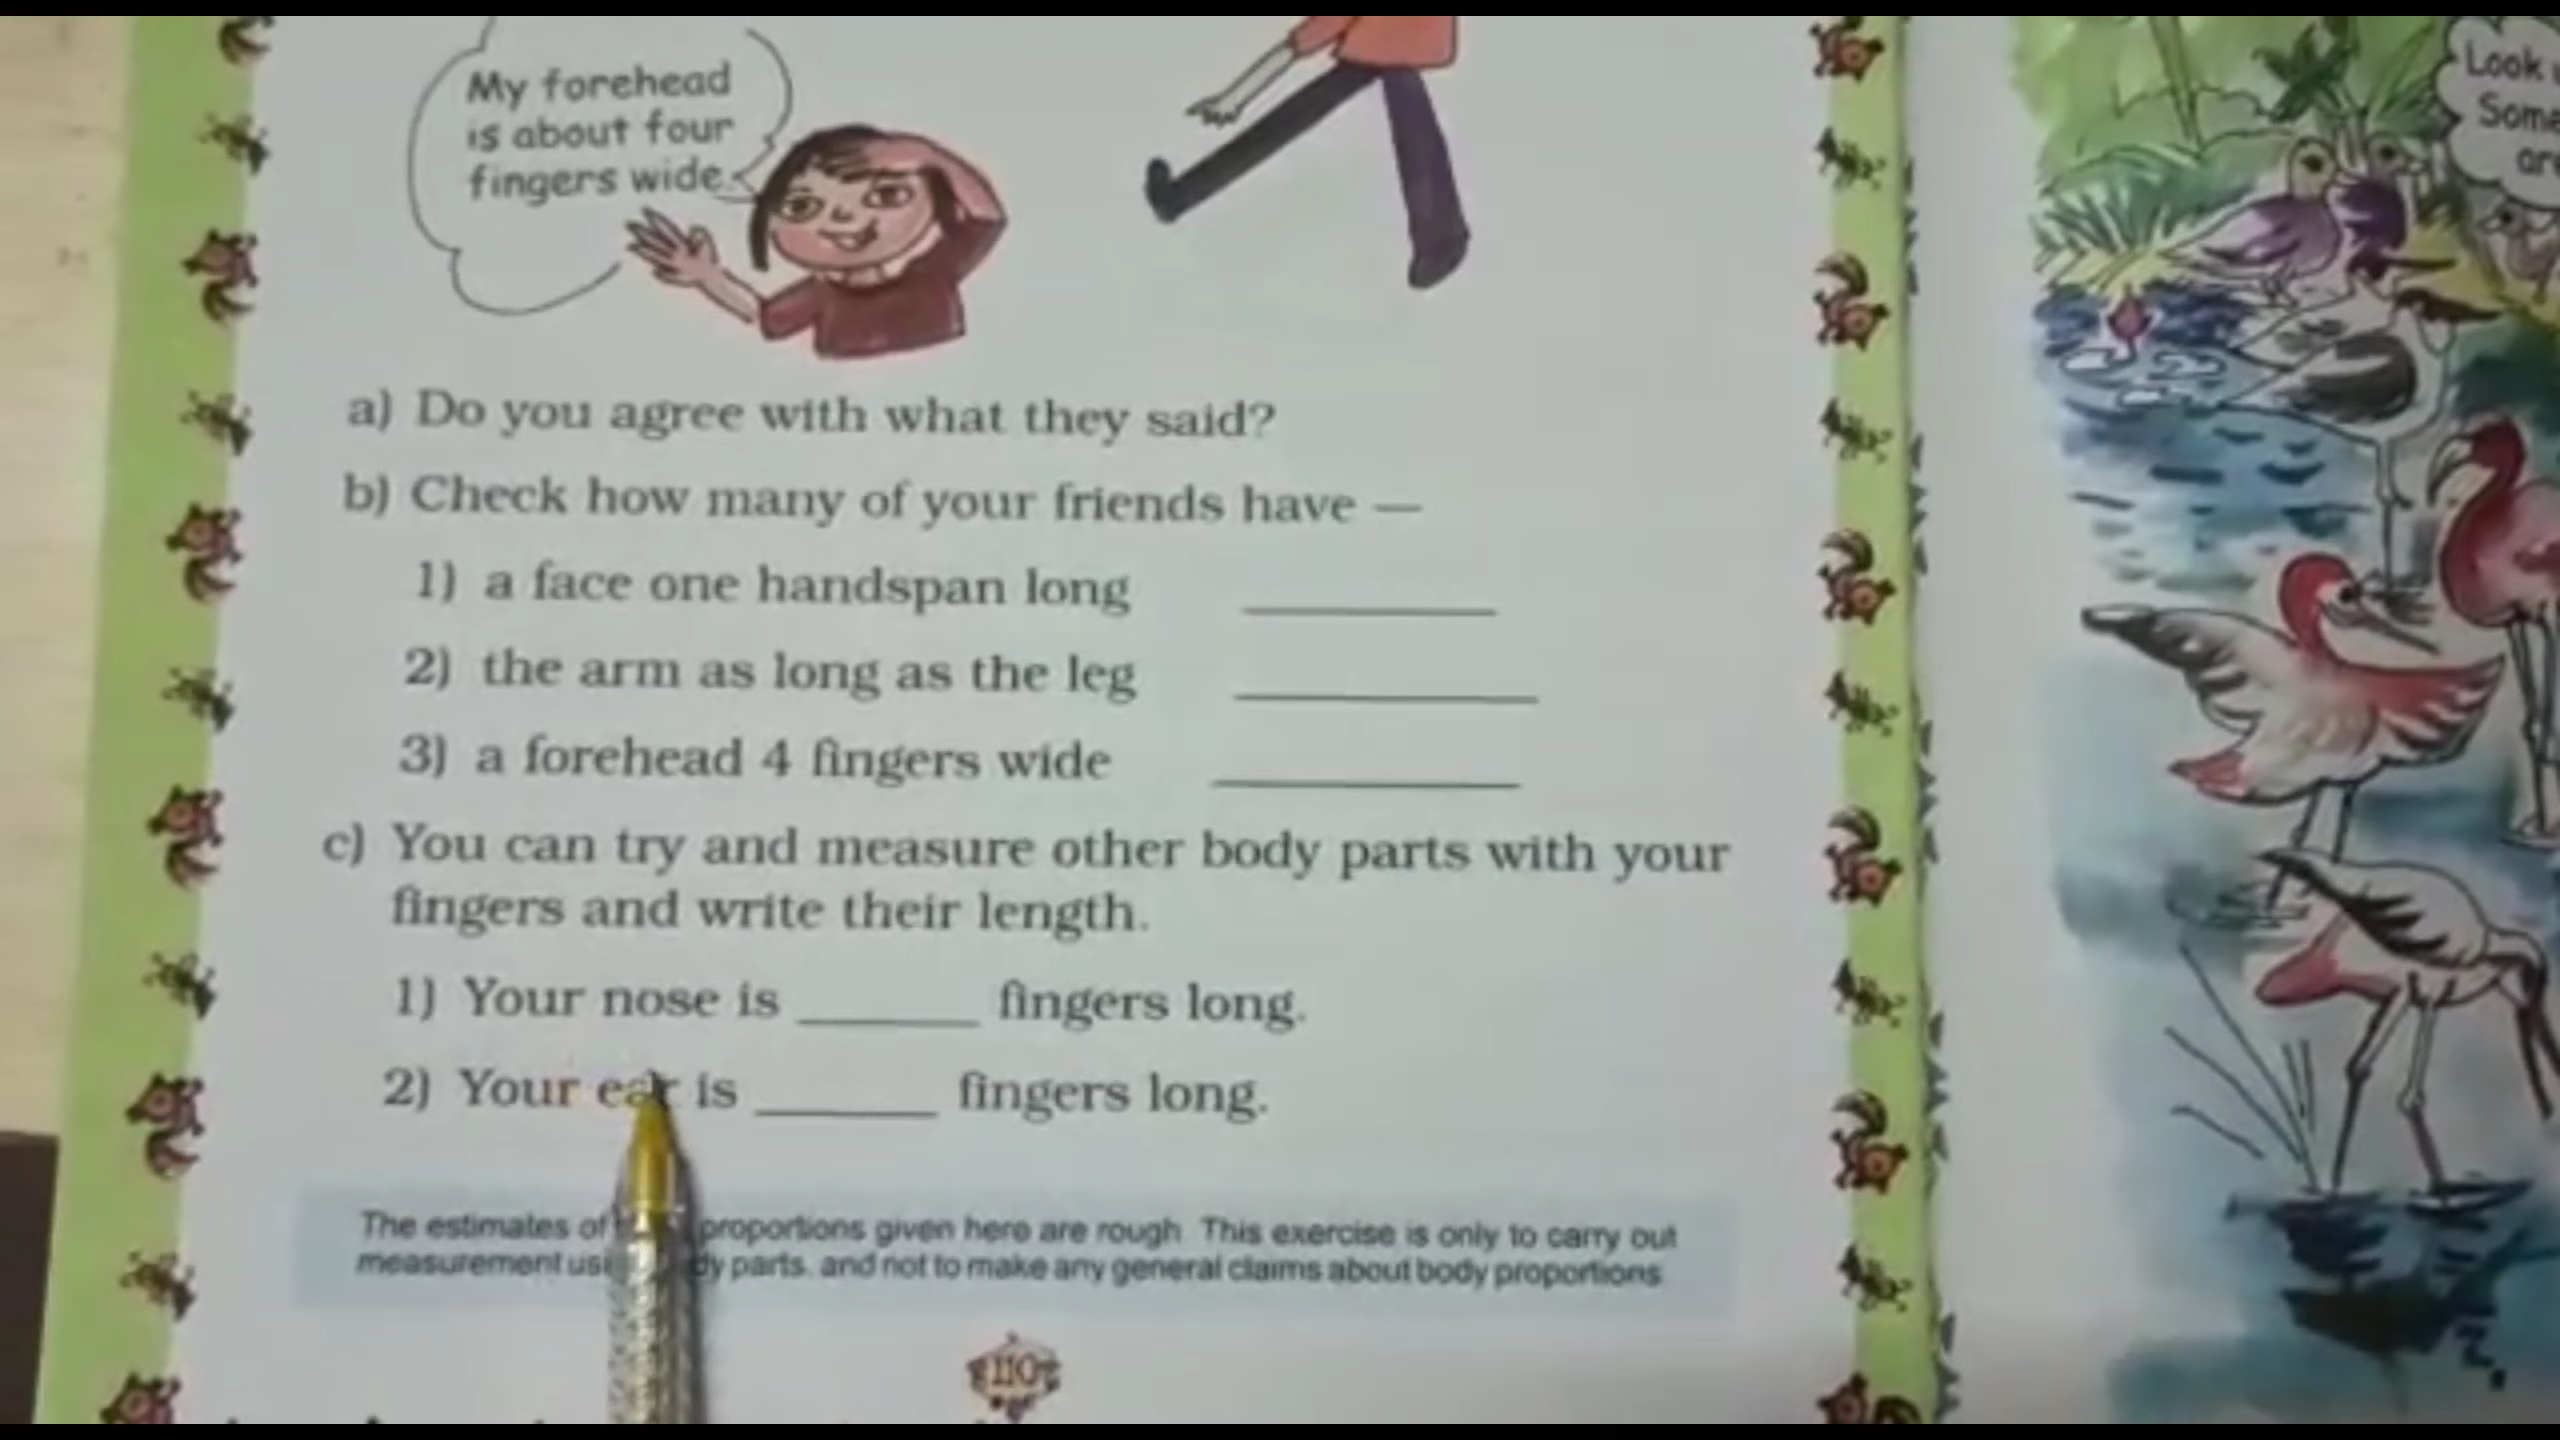 My forehead
is about four
fingers wide.
a) Do you agree with what they said?
b) Check how many of your friends have —
1) a face one handspan long
2) the arm as long as the leg
3) a forehead 4 fingers wide
c) You can try and measure other body parts with your
fingers and write their length.
1) Your nose is ______ fingers long.
2) Your ear is ______ fingers long.
The estimates of proportions given here are rough. This exercise is only to carry out
measurement parts, and not to make any general claims about body proportions
110
Look
Some
are